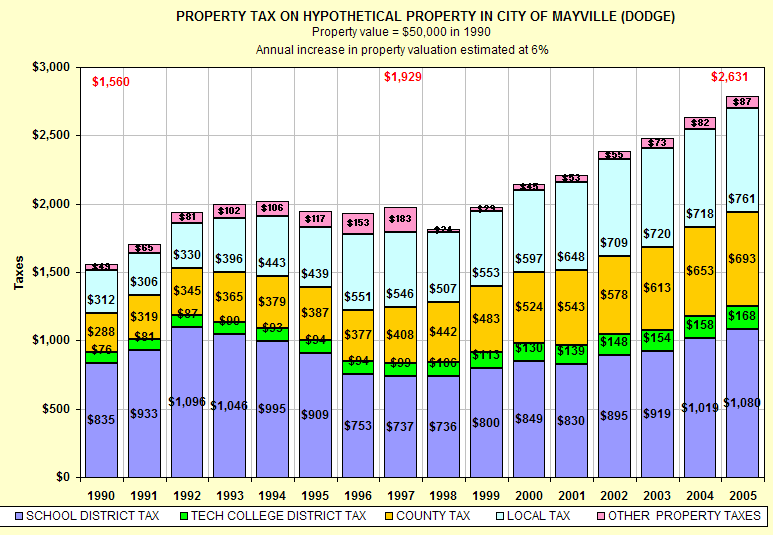 PROPERTY TAX ON HYPOTHETICAL PROPERTY IN CITY OF MAYVILLE (DODGE)
Property value = $50,000 in 1990
Annual increase in property valuation estimated at 6%
$3,000
$1,560 $1,929 $2,631
$2,500
$2,000
$1,500
$1,000
$500
$0
Taxes
$49 $65 $81 $102 $106 $117 $153 $183 $24 $29 $45 $53 $55 $73 $82 $87
$312 $306 $330 $396 $443 $439 $551 $546 $507 $553 $597 $648 $709 $720 $718 $761
$288 $319 $345 $365 $379 $387 $377 $408 $442 $483 $524 $543 $578 $613 $653 $693
$76 $81 $87 $90 $93 $94 $94 $99 $106 $113 $130 $139 $148 $154 $158 $168
$835 $933 $1,096 $1,046 $995 $909 $753 $737 $736 $800 $849 $830 $895 $919 $1,019 $1,080
1990 1991 1992 1993 1994 1995 1996 1997 1998 1999 2000 2001 2002 2003 2004 2005
SCHOOL DISTRICT TAX TECH COLLEGE DISTRICT TAX COUNTY TAX LOCAL TAX OTHER PROPERTY TAXES